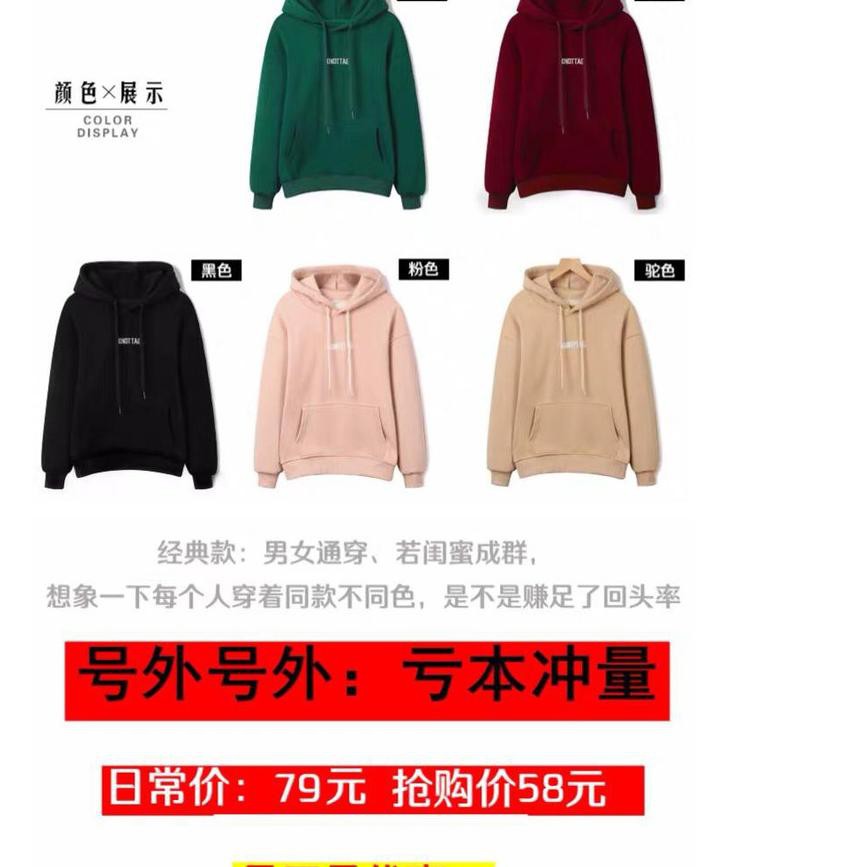 KNOTTAE
KNOTTAE
颜色×展示
COLOR
DISPLAY
黑色
粉色
驼色
KNOTTAE
经典款：男女通穿、若闺蜜成群，
想象一下每个人穿着同款不同色，是不是赚足了回头率
号外号外：亏本冲量
日常价：79元 抢购价58元